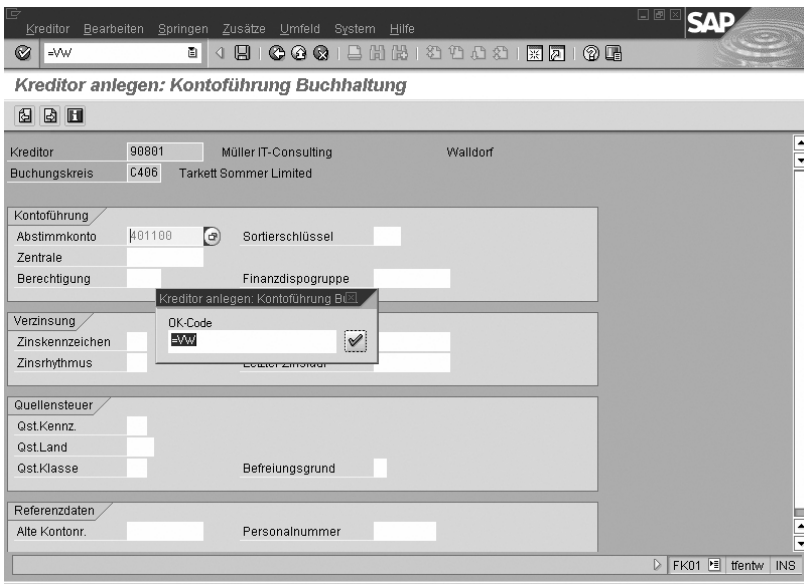 Kreditor Bearbeiten Springen Zusätze Umfeld System Hilfe
SAP
=VW
Kreditor anlegen: Kontoführung Buchhaltung
Kreditor 90801 Müller IT-Consulting Walldorf
Buchungskreis C406 Tarkett Sommer Limited
Kontoführung
Abstimmkonto 401100 Sortierschlüssel
Zentrale
Berechtigung Finanzdispogruppe
Kreditor anlegen: Kontoführung Bu
OK-Code
=VW
Verzinsung
Zinskennzeichen
Zinsrhythmus Letzter Zinslauf
Quellensteuer
Qst.Kennz.
Qst.Land
Qst.Klasse Befreiungsgrund
Referenzdaten
Alte Kontonr. Personalnummer
FK01 tfentw INS